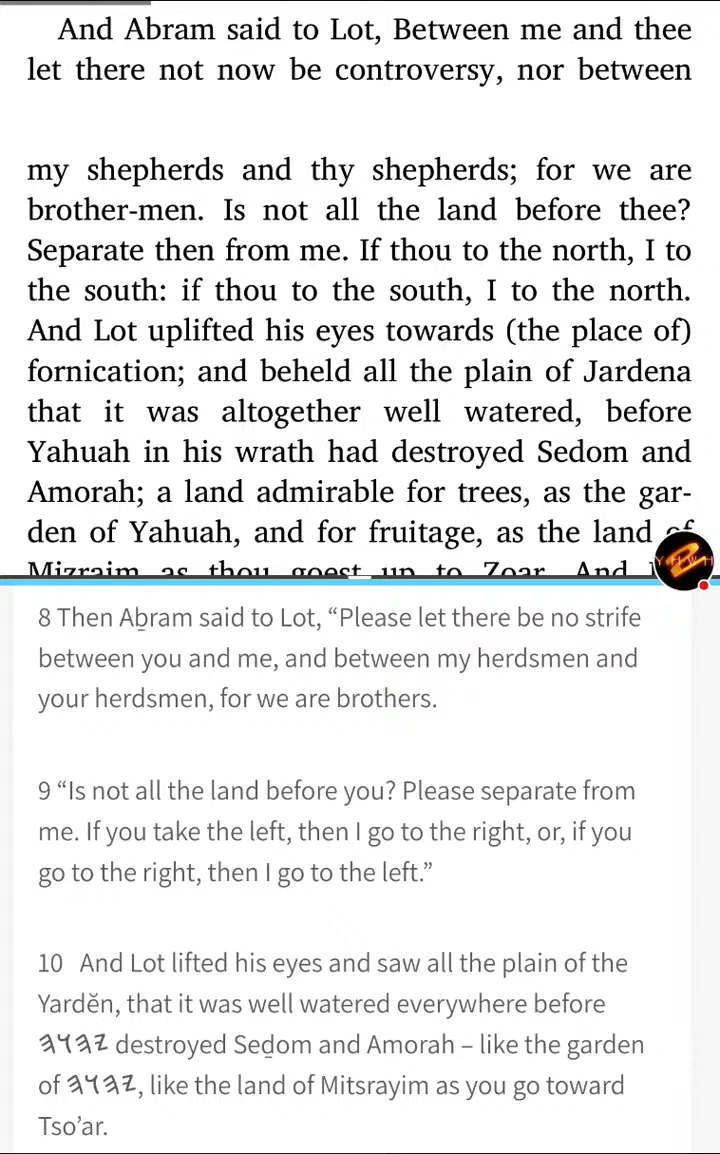 And Abram said to Lot, Between me and thee
let there not now be controversy, nor between
my shepherds and thy shepherds; for we are
brother-men. Is not all the land before thee?
Separate then from me. If thou to the north, I to
the south: if thou to the south, I to the north.
And Lot uplifted his eyes towards (the place of)
fornication; and beheld all the plain of Jardena
that it was altogether well watered, before
Yahuah in his wrath had destroyed Sedom and
Amorah; a land admirable for trees, as the gar-
den of Yahuah, and for fruitage, as the land of
Mizraim as thou goest up to Zoar. And
8 Then Aḇram said to Lot, “Please let there be no strife
between you and me, and between my herdsmen and
your herdsmen, for we are brothers.
9 “Is not all the land before you? Please separate from
me. If you take the left, then I go to the right, or, if you
go to the right, then I go to the left.”
10 And Lot lifted his eyes and saw all the plain of the
Yardĕn, that it was well watered everywhere before
𐤉𐤄𐤅𐤄 destroyed Seḏom and Amorah – like the garden
of 𐤉𐤄𐤅𐤄, like the land of Mitsrayim as you go toward
Tso’ar.